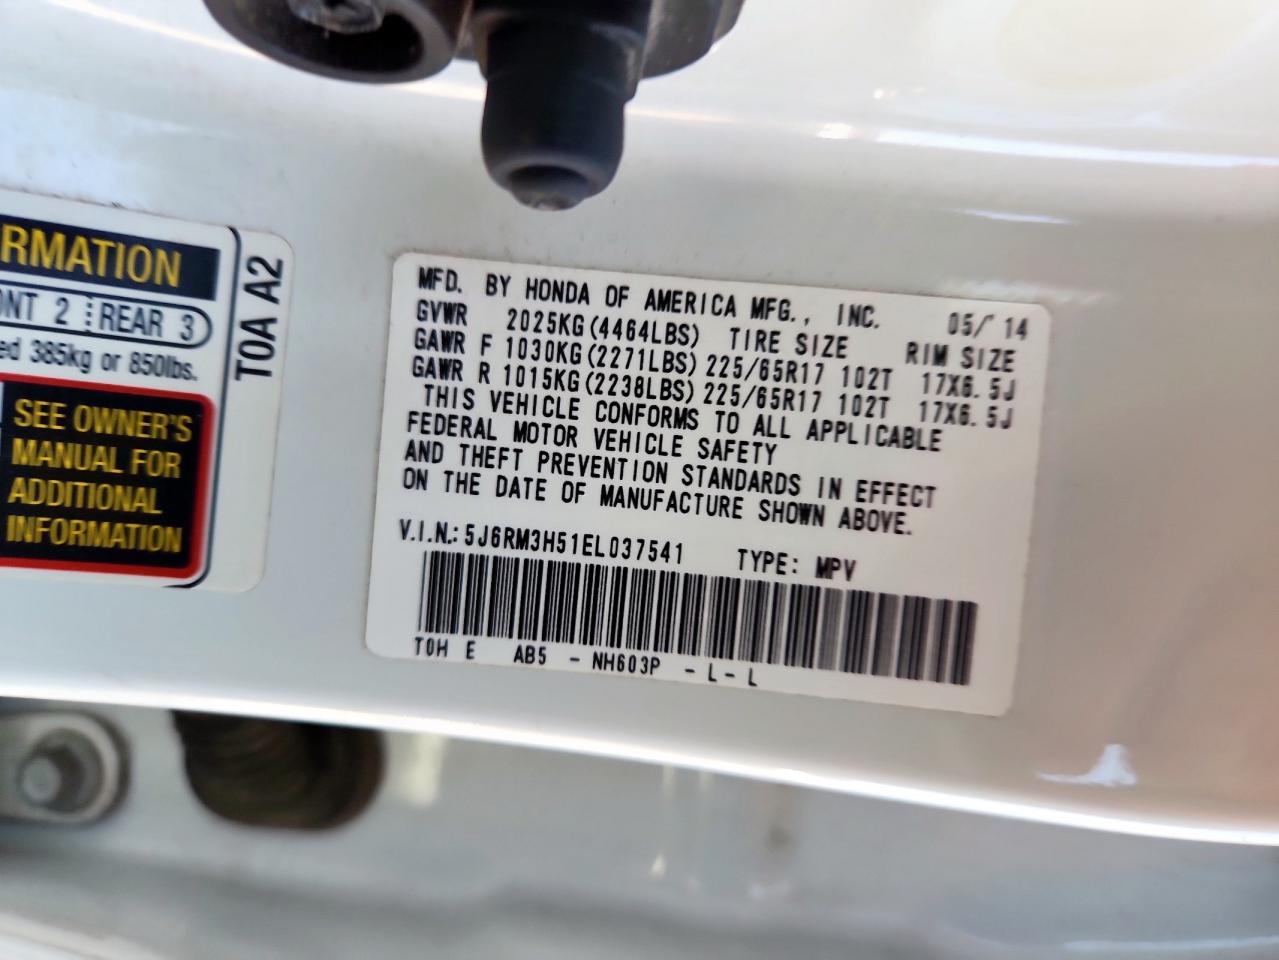 RMATION
ONT 2 REAR 3
ed 385kg or 850lbs.
SEE OWNER'S
MANUAL FOR
ADDITIONAL
INFORMATION
T0A A2
MFD. BY HONDA OF AMERICA MFG., INC. 05/14
GVWR 2025KG(4464LBS) TIRE SIZE RIM SIZE
GAWR F 1030KG(2271LBS) 225/65R17 102T 17X6.5J
GAWR R 1015KG(2238LBS) 225/65R17 102T 17X6.5J
THIS VEHICLE CONFORMS TO ALL APPLICABLE
FEDERAL MOTOR VEHICLE SAFETY
AND THEFT PREVENTION STANDARDS IN EFFECT
ON THE DATE OF MANUFACTURE SHOWN ABOVE.
V.I.N.: 5J6RM3H51EL037541 TYPE: MPV
T0H E AB5 - NH603P - L - L